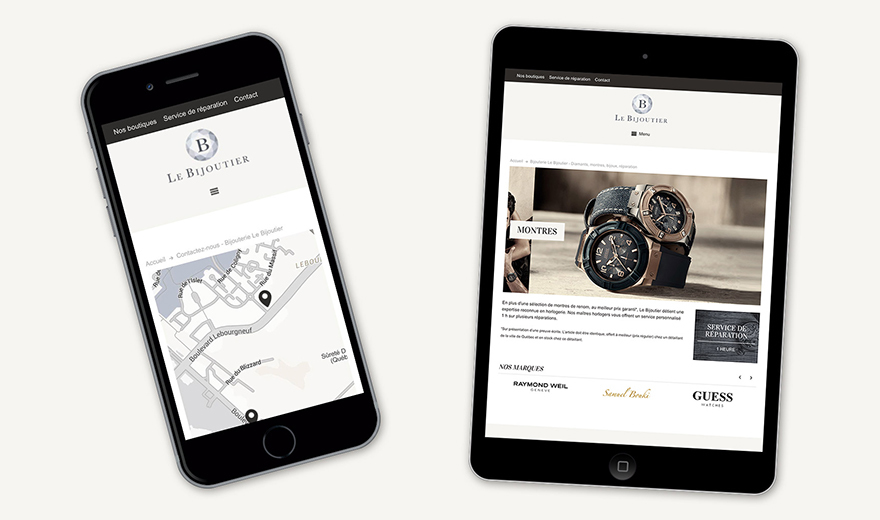 Nos boutiques Service de réparation Contact
B
LE BIJOUTIER
Accueil → Contactez-nous - Bijouterie Le Bijoutier
Rue de l'Islet
Rue de Coligny
Rue du Massif
LEBOU
Boulevard Lebourgneuf
Rue du Blizzard
Sûreté D
(Québ
Boule
Nos boutiques Service de réparation Contact
B
LE BIJOUTIER
Menu
Accueil → Bijouterie Le Bijoutier - Diamants, montres, bijoux, réparation
MONTRES
En plus d'une sélection de montres de renom, au meilleur prix garanti*, Le Bijoutier détient une
expertise reconnue en horlogerie. Nos maîtres horlogers vous offrent un service personnalisé
1 h sur plusieurs réparations.
*Sur présentation d'une preuve écrite. L'article doit être identique, offert à meilleur (prix régulier) chez un détaillant
de la ville de Québec et en stock chez un détaillant.
SERVICE DE
RÉPARATION
1 HEURE
NOS MARQUES
RAYMOND WEIL
GENEVE
Samuel Bouki
GUESS
WATCHES